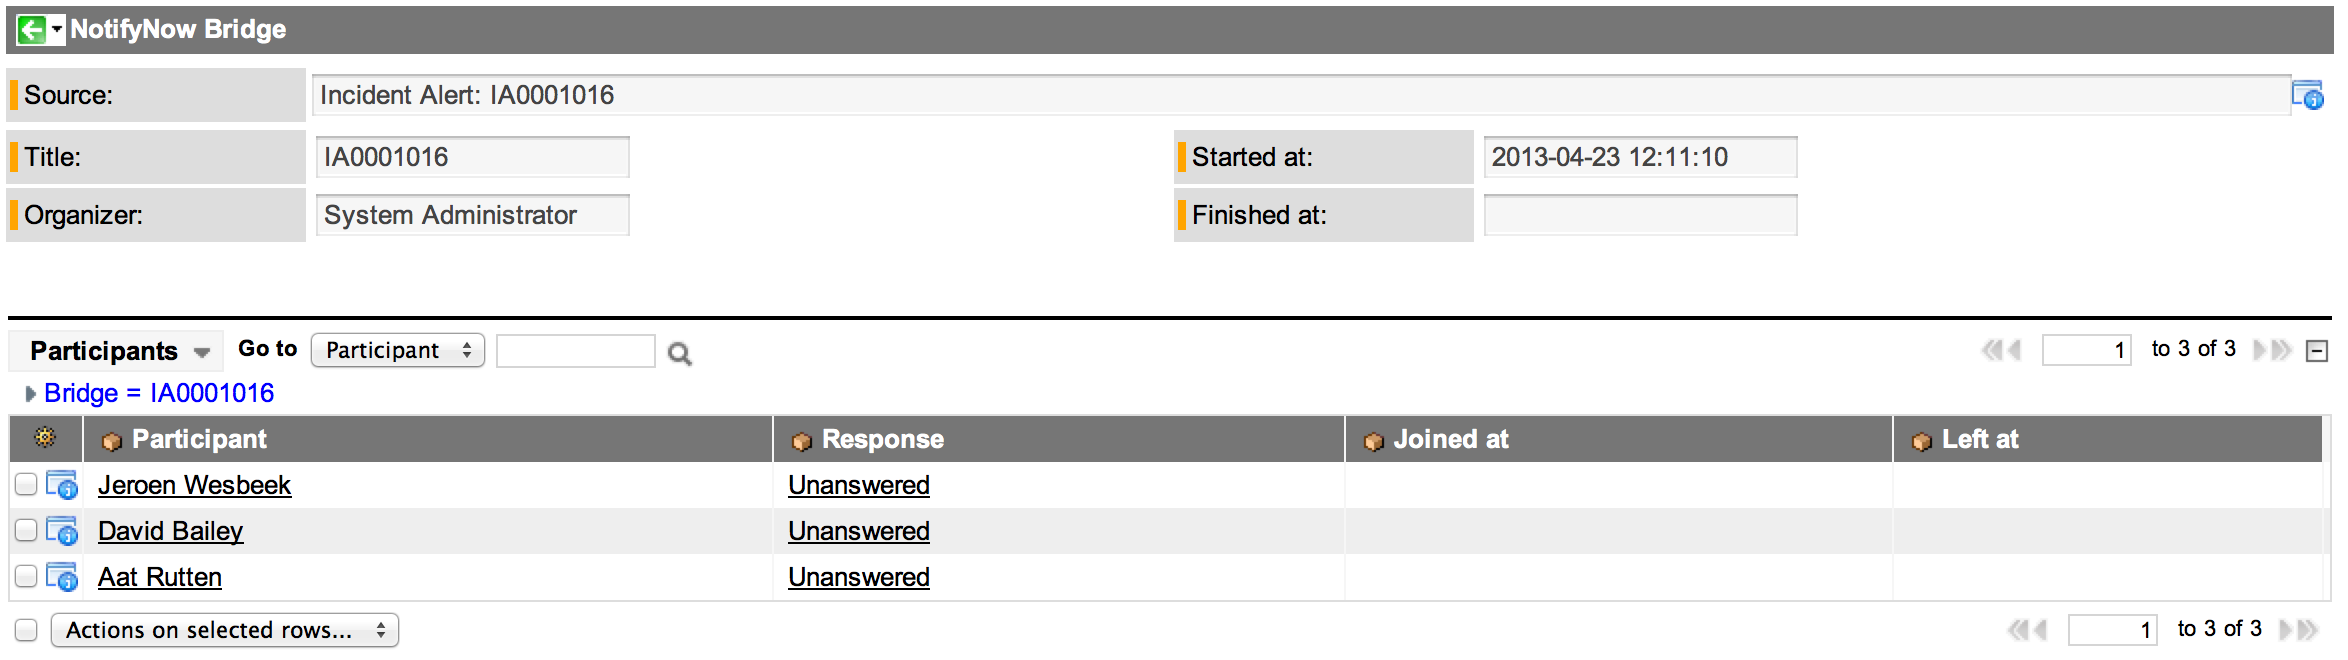 NotifyNow Bridge
Source: Incident Alert: IA0001016
Title: IA0001016 Started at: 2013-04-23 12:11:10
Organizer: System Administrator Finished at:
Participants Go to Participant 1 to 3 of 3
Bridge = IA0001016
Participant Response Joined at Left at
Jeroen Wesbeek Unanswered
David Bailey Unanswered
Aat Rutten Unanswered
Actions on selected rows... 1 to 3 of 3